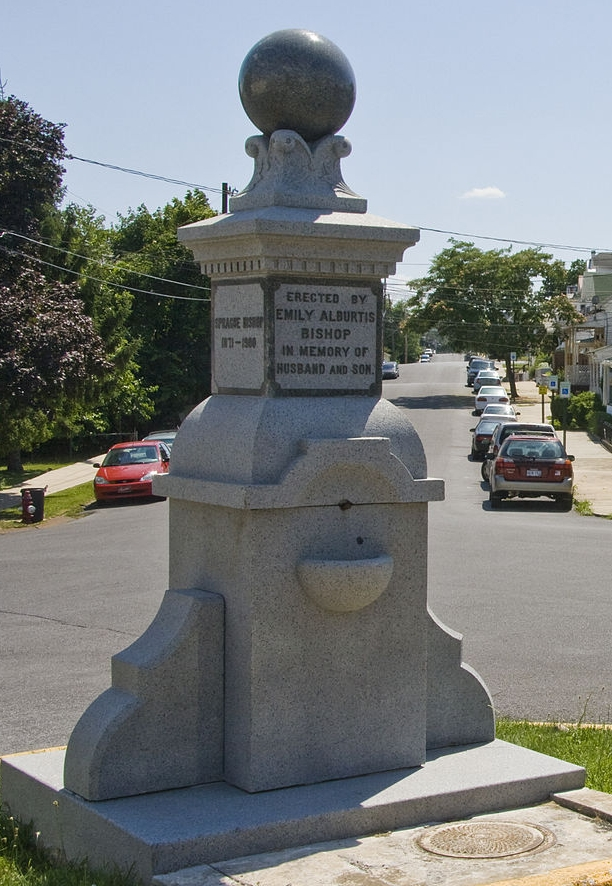 SPRAGUE BISHOP
1871-1900
ERECTED BY
EMILY ALBURTIS
BISHOP
IN MEMORY OF
HUSBAND AND SON.